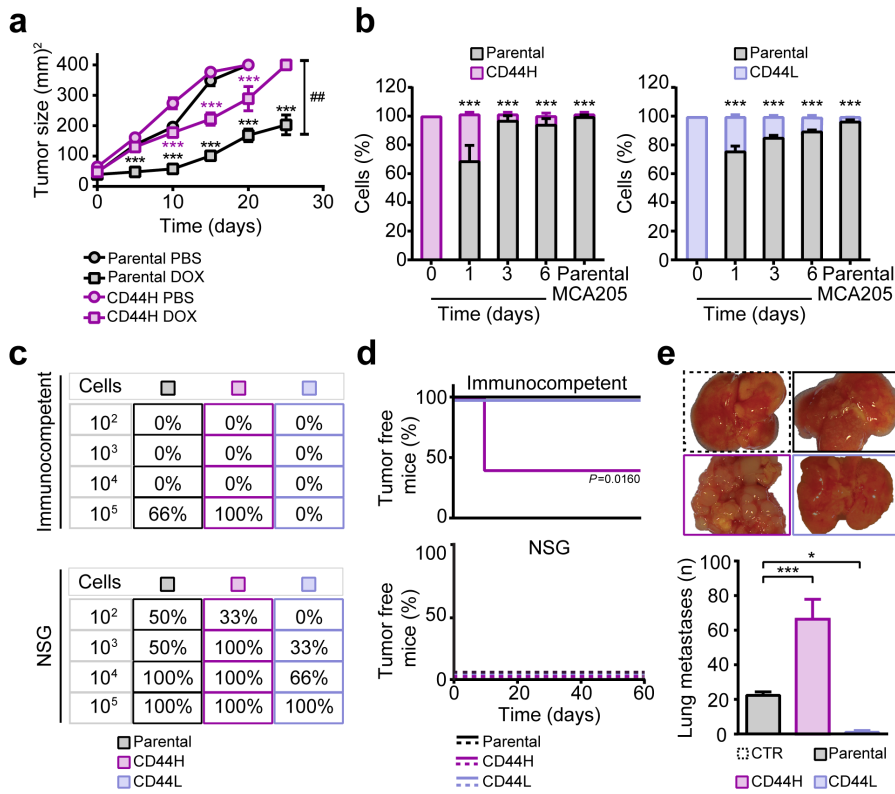 a
Tumor size (mm)²
400
300
200
100
0
0 10 20 30
Time (days)
***
***
***
***
***
***
***
***
***
##
Parental PBS
Parental DOX
CD44H PBS
CD44H DOX
b
Parental
CD44H
Cells (%)
120
100
80
60
40
20
0
*** *** *** ***
0 1 3 6 Parental
MCA205
Time (days)
Parental
CD44L
Cells (%)
120
100
80
60
40
20
0
*** *** *** ***
0 1 3 6 Parental
MCA205
Time (days)
c
Immunocompetent
Cells
10² 0% 0% 0%
10³ 0% 0% 0%
10⁴ 0% 0% 0%
10⁵ 66% 100% 0%
NSG
Cells
10² 50% 33% 0%
10³ 50% 100% 33%
10⁴ 100% 100% 66%
10⁵ 100% 100% 100%
Parental
CD44H
CD44L
d
Immunocompetent
Tumor free
mice (%)
100
50
0
P=0.0160
NSG
Tumor free
mice (%)
100
50
0
0 20 40 60
Time (days)
Parental
CD44H
CD44L
e
Lung metastases (n)
100
80
60
40
20
0
*
***
CTR Parental
CD44H CD44L